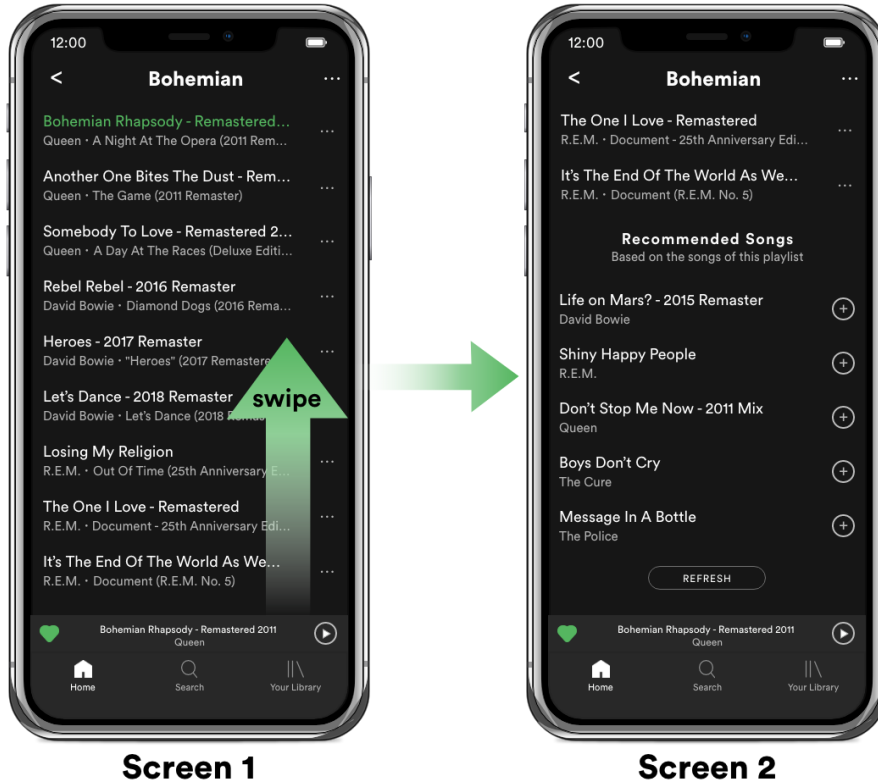 12:00
< Bohemian ...
Bohemian Rhapsody - Remastered...
Queen • A Night At The Opera (2011 Rem...
Another One Bites The Dust - Rem...
Queen • The Game (2011 Remaster)
Somebody To Love - Remastered 2...
Queen • A Day At The Races (Deluxe Editi...
Rebel Rebel - 2016 Remaster
David Bowie • Diamond Dogs (2016 Rema...
Heroes - 2017 Remaster
David Bowie • "Heroes" (2017 Remastere
Let's Dance - 2018 Remaster
David Bowie • Let's Dance (2018
swipe
Losing My Religion
R.E.M. • Out Of Time (25th Anniversary E...
The One I Love - Remastered
R.E.M. • Document - 25th Anniversary Edi...
It's The End Of The World As We...
R.E.M. • Document (R.E.M. No. 5)
Bohemian Rhapsody - Remastered 2011
Queen
Home Search Your Library
Screen 1
12:00
< Bohemian ...
The One I Love - Remastered
R.E.M. • Document - 25th Anniversary Edi...
It's The End Of The World As We...
R.E.M. • Document (R.E.M. No. 5)
Recommended Songs
Based on the songs of this playlist
Life on Mars? - 2015 Remaster
David Bowie
Shiny Happy People
R.E.M.
Don't Stop Me Now - 2011 Mix
Queen
Boys Don't Cry
The Cure
Message In A Bottle
The Police
REFRESH
Bohemian Rhapsody - Remastered 2011
Queen
Home Search Your Library
Screen 2